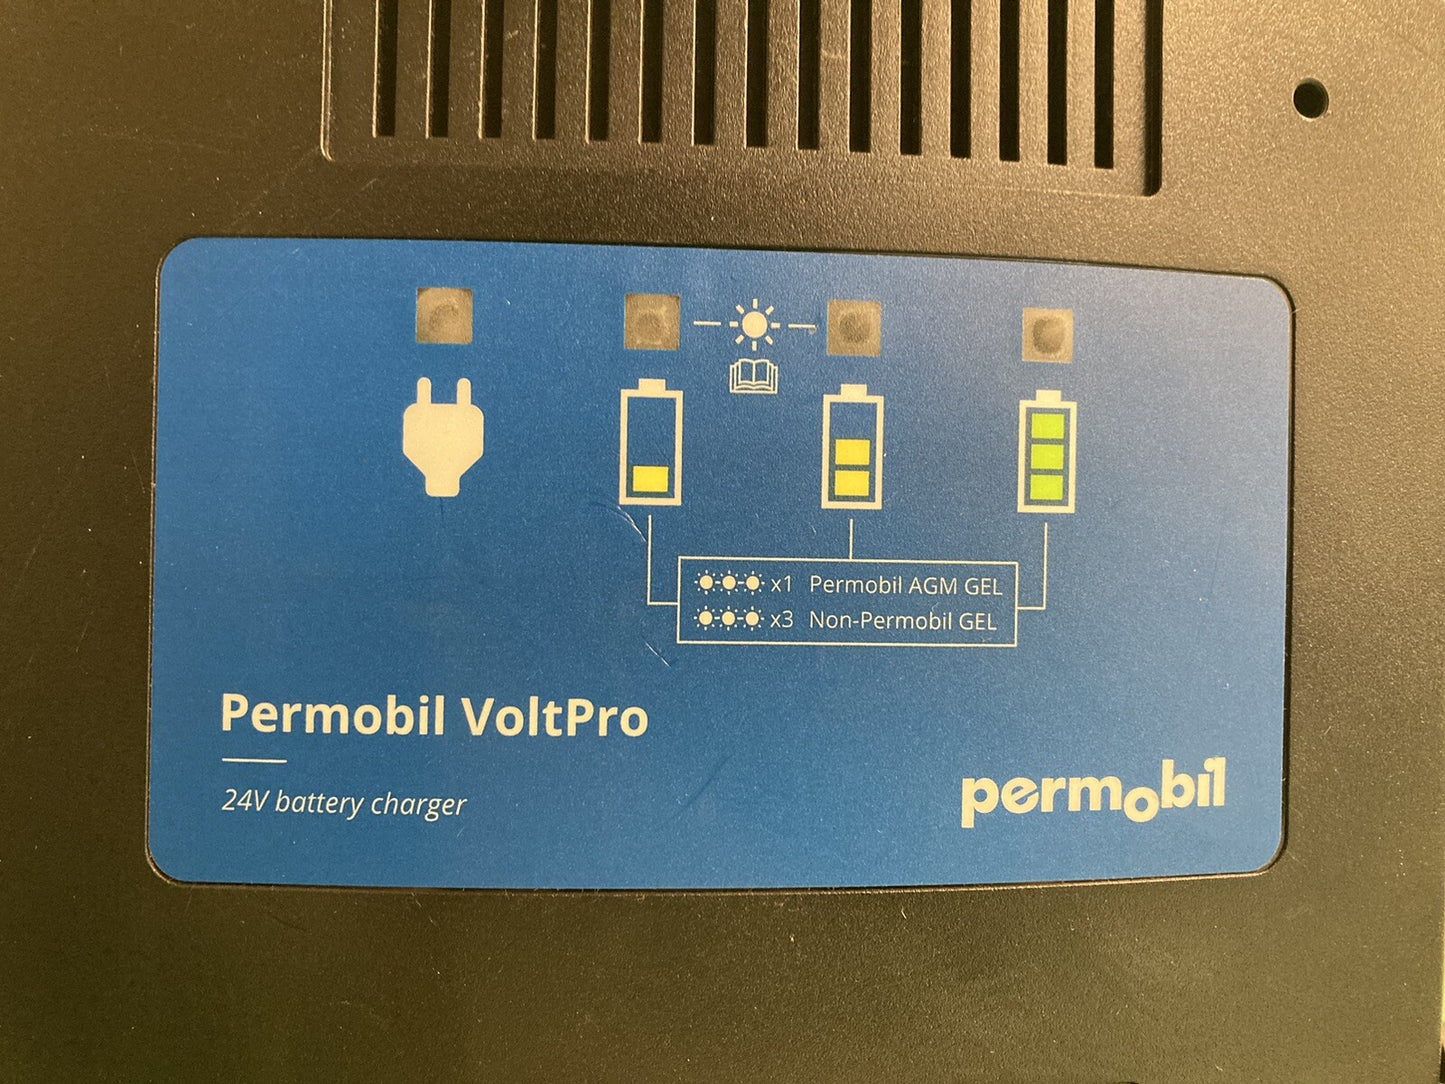 x1 Permobil AGM GEL
x3 Non-Permobil GEL
Permobil VoltPro
24V battery charger
permobil